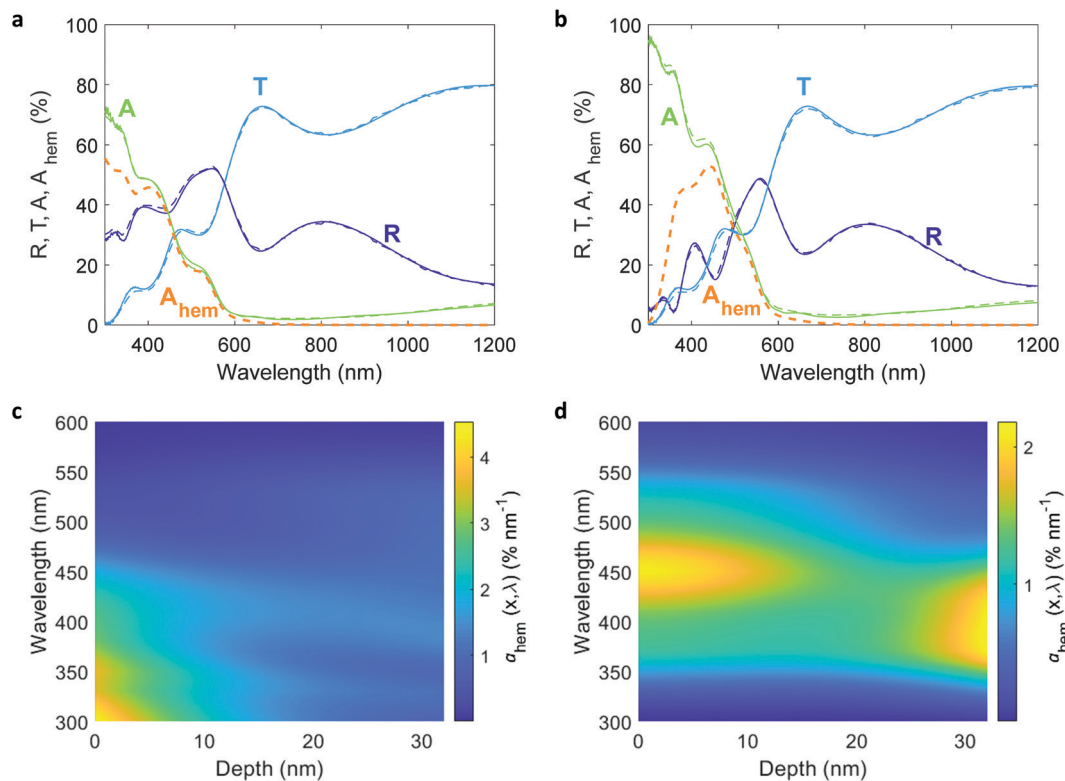 a
100
80
60
40
20
0
R, T, A, A hem (%)
A
T
R
A hem
400 600 800 1000 1200
Wavelength (nm)
b
100
80
60
40
20
0
R, T, A, A hem (%)
A
T
R
A hem
400 600 800 1000 1200
Wavelength (nm)
c
600
550
500
450
400
350
300
Wavelength (nm)
0 10 20 30
Depth (nm)
4
3
2
1
a hem (x,λ) (% nm-1)
d
600
550
500
450
400
350
300
Wavelength (nm)
0 10 20 30
Depth (nm)
2
1
a hem (x,λ) (% nm-1)